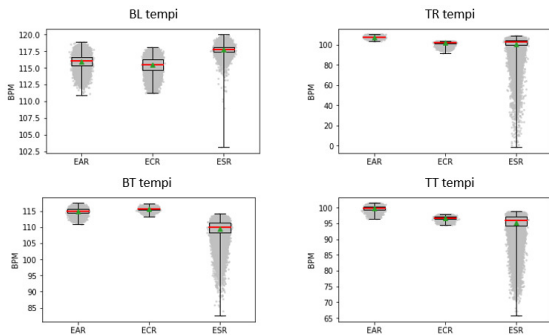 BL tempi
TR tempi
120.0
117.5
115.0
112.5
110.0
107.5
105.0
102.5
BPM
EAR
ECR
ESR
100
80
60
40
20
0
BPM
EAR
ECR
ESR
BT tempi
TT tempi
115
110
105
100
95
90
85
BPM
EAR
ECR
ESR
100
95
90
85
80
75
70
65
BPM
EAR
ECR
ESR